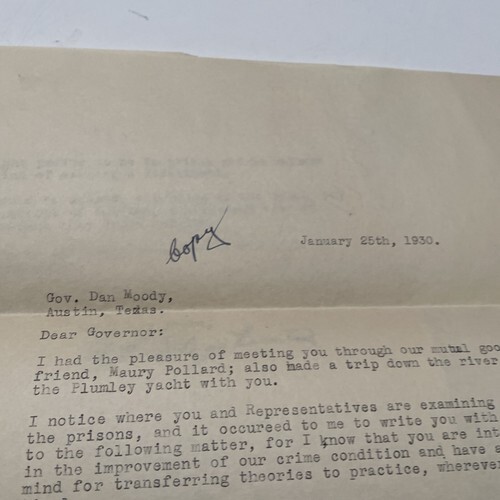 Copy
January 25th, 1930.
Gov. Dan Moody,
Austin, Texas.
Dear Governor:
I had the pleasure of meeting you through our mutual goo
friend, Maury Pollard; also made a trip down the river
the Plumley yacht with you.
I notice where you and Representatives are examining
the prisons, and it occureed to me to write you with
to the following matter, for I know that you are int
in the improvement of our crime condition and have a
mind for transferring theories to practice, wherever